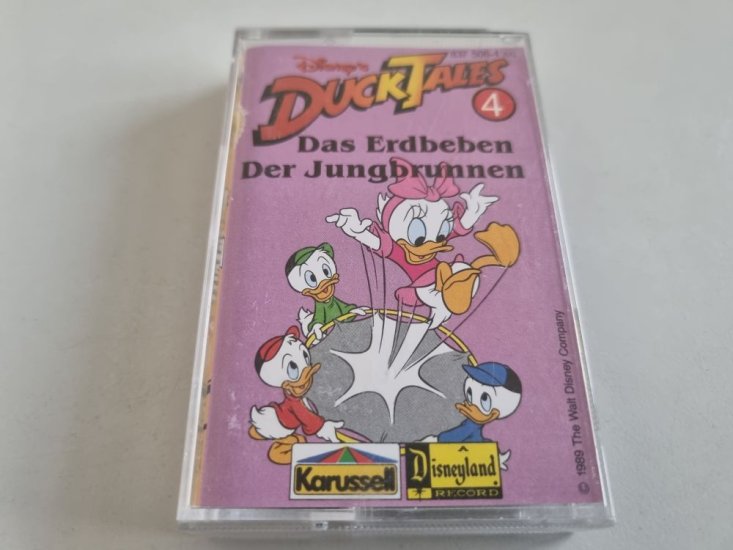 Disney's
DUCKTALES
4
Das Erdbeben
Der Jungbrunnen
© 1989 The Walt Disney Company
Karussell
Disneyland
RECORD